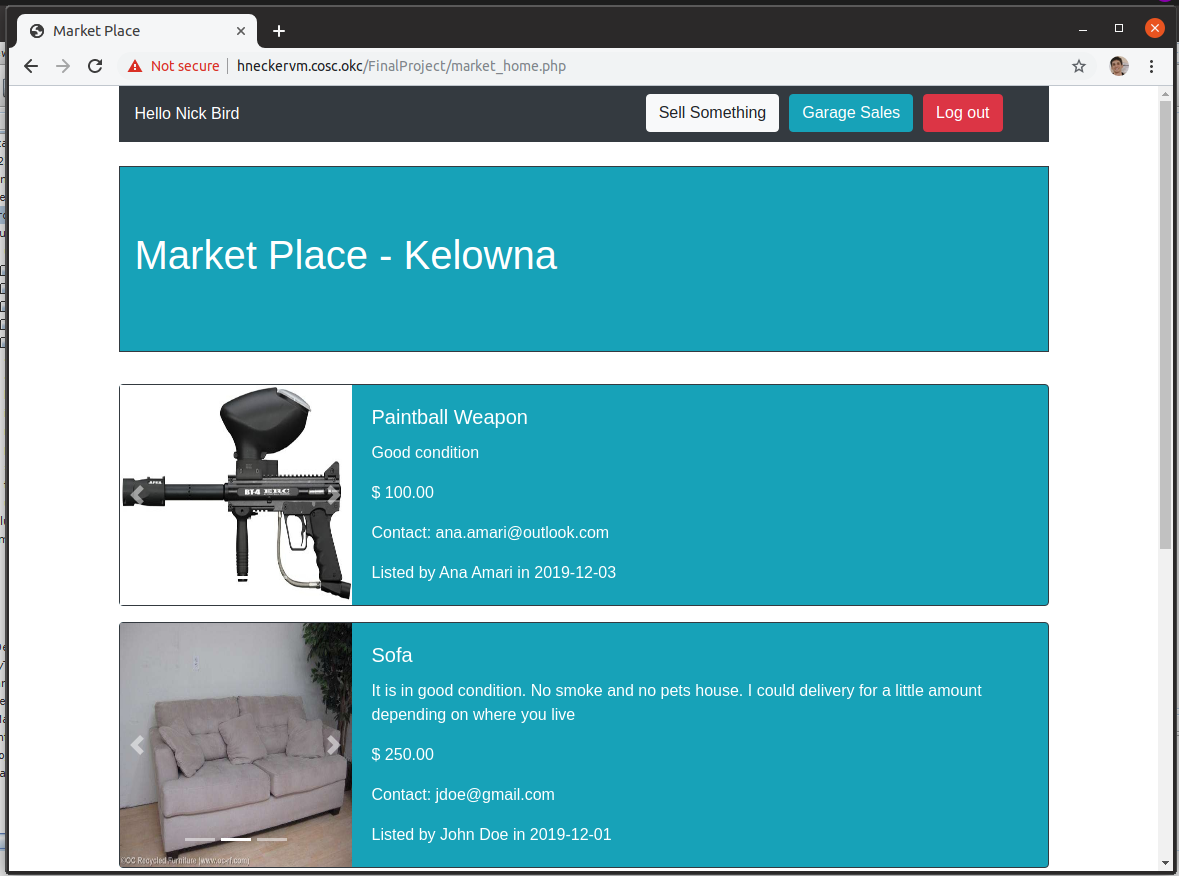 Market Place
Not secure | hneckervm.cosc.okc/FinalProject/market_home.php
Hello Nick Bird
Sell Something
Garage Sales
Log out
Market Place - Kelowna
BT-4 ERC
Paintball Weapon
Good condition
$ 100.00
Contact: ana.amari@outlook.com
Listed by Ana Amari in 2019-12-03
Sofa
It is in good condition. No smoke and no pets house. I could delivery for a little amount
depending on where you live
$ 250.00
Contact: jdoe@gmail.com
Listed by John Doe in 2019-12-01
Recycled Furniture